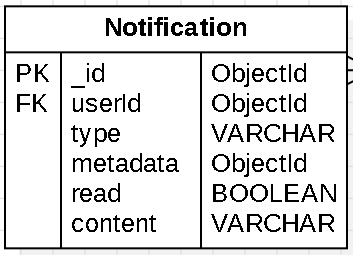 Notification
PK _id ObjectId
FK userId ObjectId
type VARCHAR
metadata ObjectId
read BOOLEAN
content VARCHAR